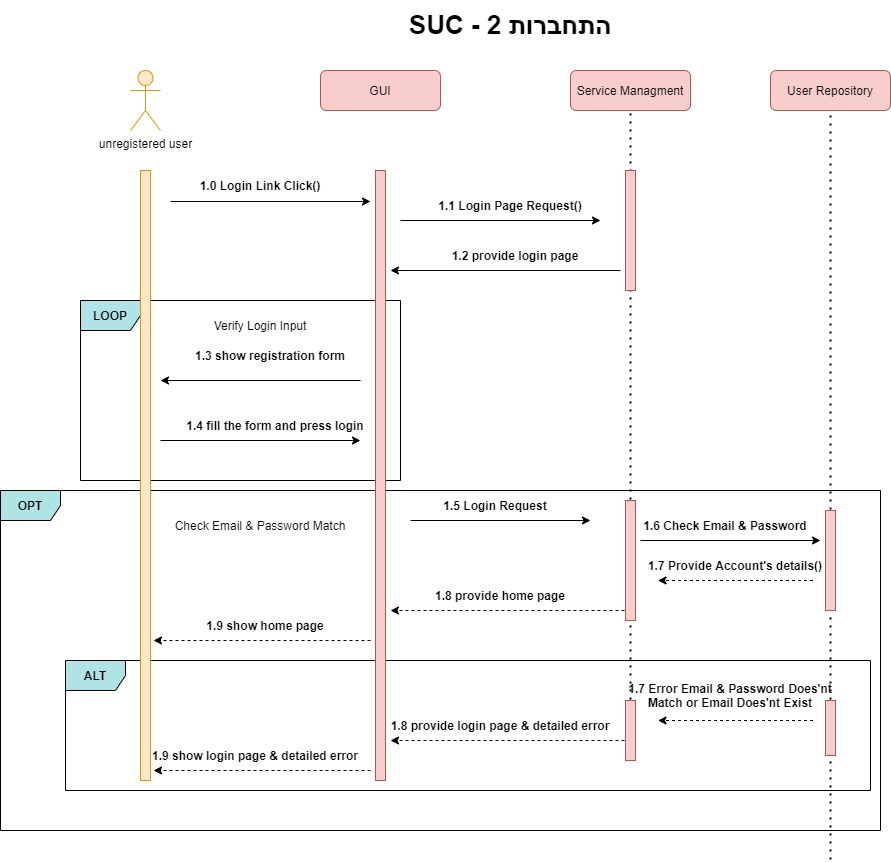 SUC - 2 התחברות
unregistered user
GUI
Service Managment
User Repository
1.0 Login Link Click()
1.1 Login Page Request()
1.2 provide login page
LOOP
Verify Login Input
1.3 show registration form
1.4 fill the form and press login
OPT
Check Email & Password Match
1.5 Login Request
1.6 Check Email & Password
1.7 Provide Account's details()
1.8 provide home page
1.9 show home page
ALT
1.7 Error Email & Password Does'nt
Match or Email Does'nt Exist
1.8 provide login page & detailed error
1.9 show login page & detailed error